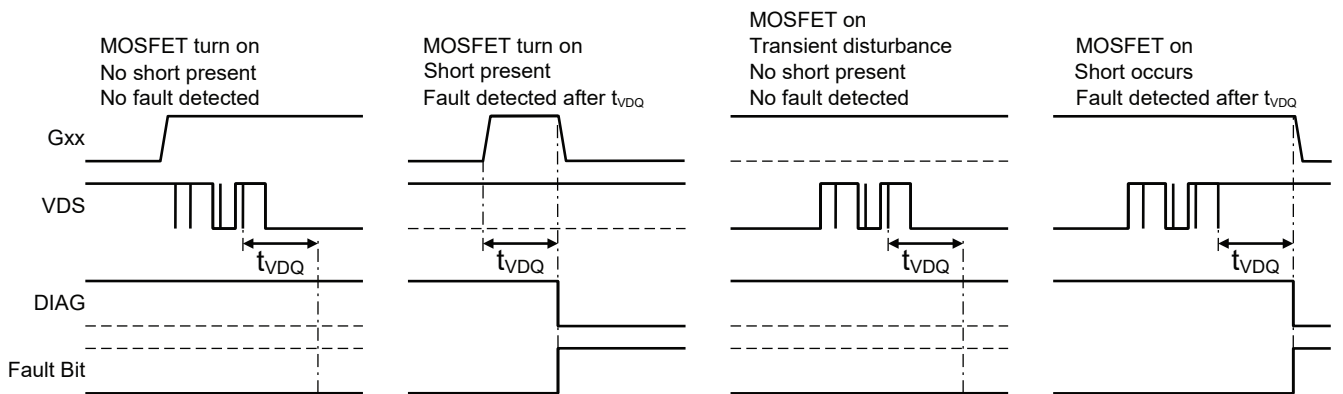 MOSFET turn on
No short present
No fault detected
MOSFET turn on
Short present
Fault detected after tVDQ
MOSFET on
Transient disturbance
No short present
No fault detected
MOSFET on
Short occurs
Fault detected after tVDQ
Gxx
VDS
tVDQ
tVDQ
tVDQ
tVDQ
DIAG
Fault Bit